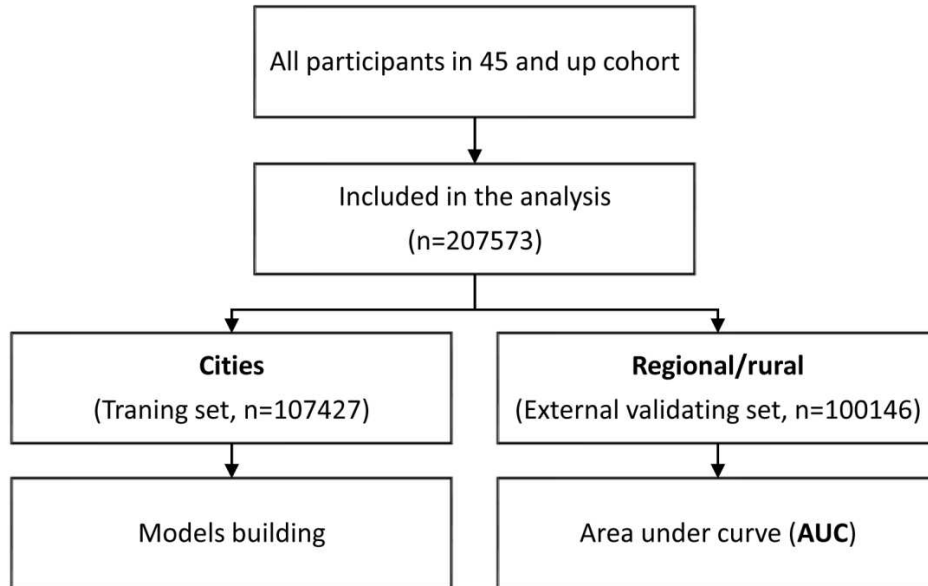 All participants in 45 and up cohort
Included in the analysis
(n=207573)
Cities
(Traning set, n=107427)
Regional/rural
(External validating set, n=100146)
Models building
Area under curve (AUC)